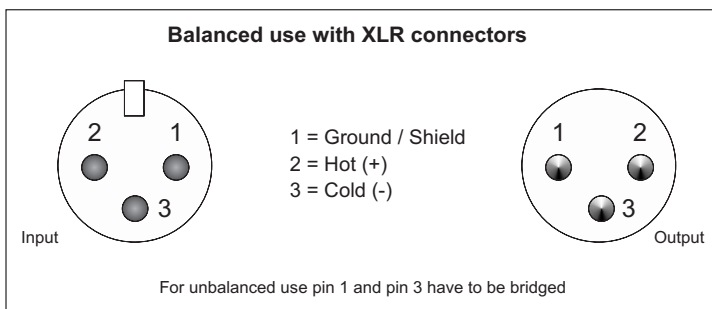 Balanced use with XLR connectors
2 1
3
Input
1 = Ground / Shield
2 = Hot (+)
3 = Cold (-)
1 2
3
Output
For unbalanced use pin 1 and pin 3 have to be bridged